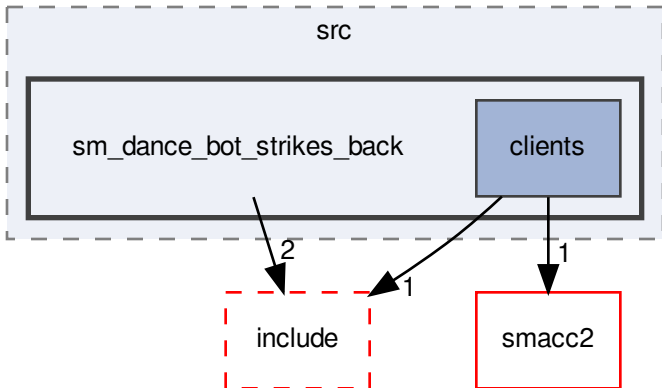 src
sm_dance_bot_strikes_back
clients
2
1
1
include
smacc2